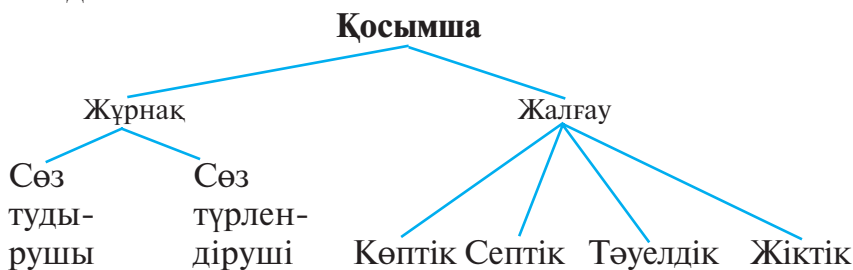 Қосымша
Жұрнақ Жалғау
Сөз Сөз
туды- түрлен-
рушы діруші Көптік Септік Тәуелдік Жіктік